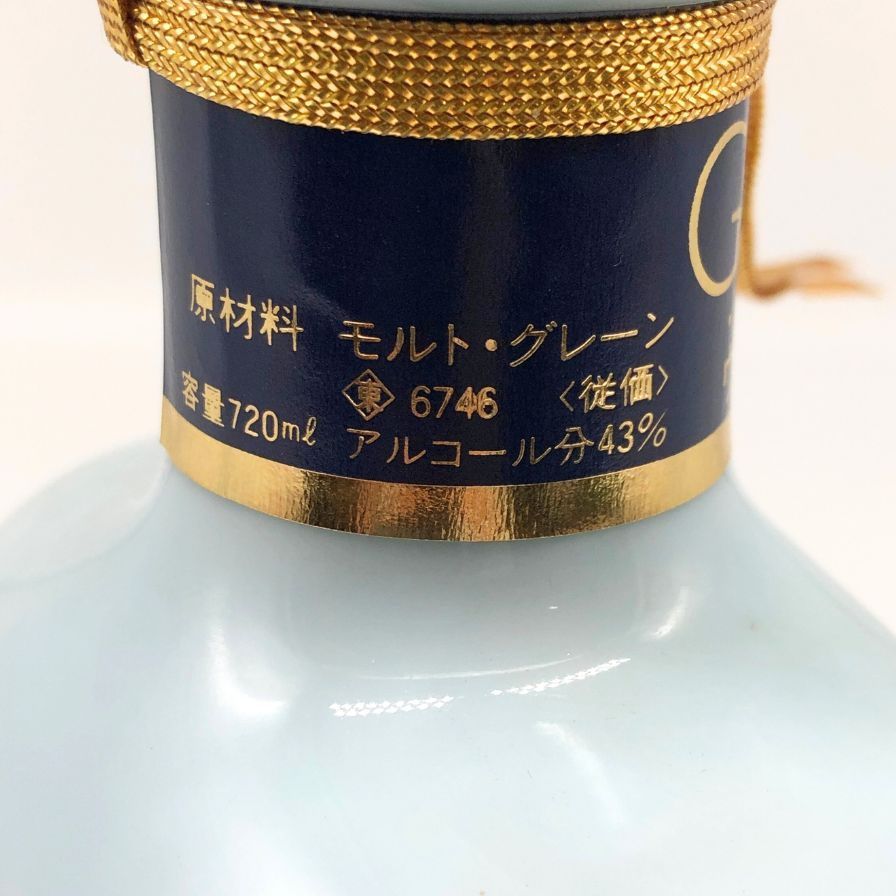 原材料 モルト・グレーン
東 6746 〈従価〉
容量720mℓ アルコール分43%
G